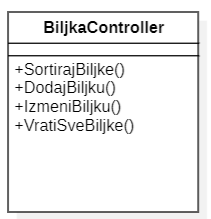 BiljkaController
+SortirajBiljke()
+DodajBiljku()
+IzmeniBiljku()
+VratiSveBiljke()